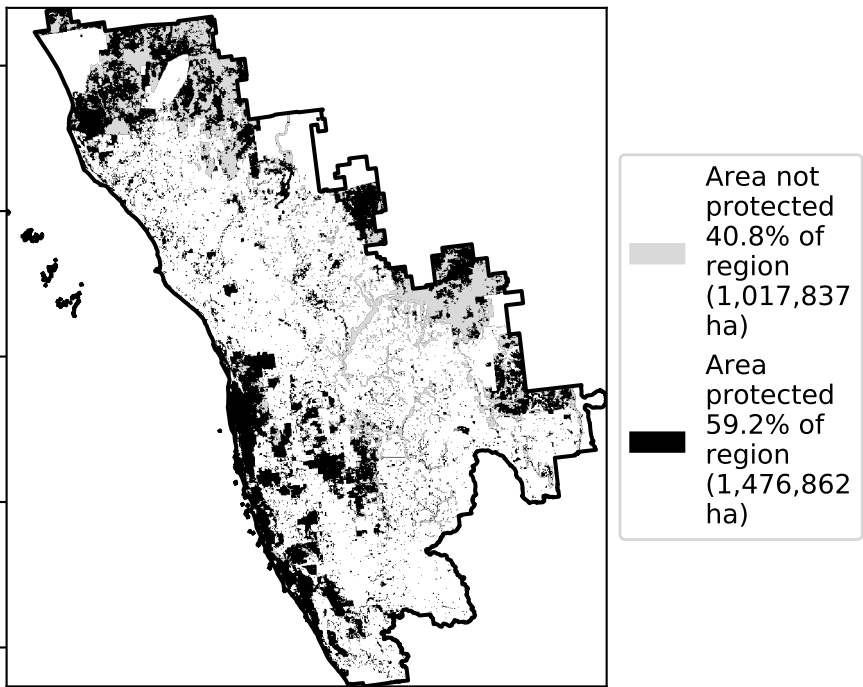 Area not
protected
40.8% of
region
(1,017,837
ha)
Area
protected
59.2% of
region
(1,476,862
ha)